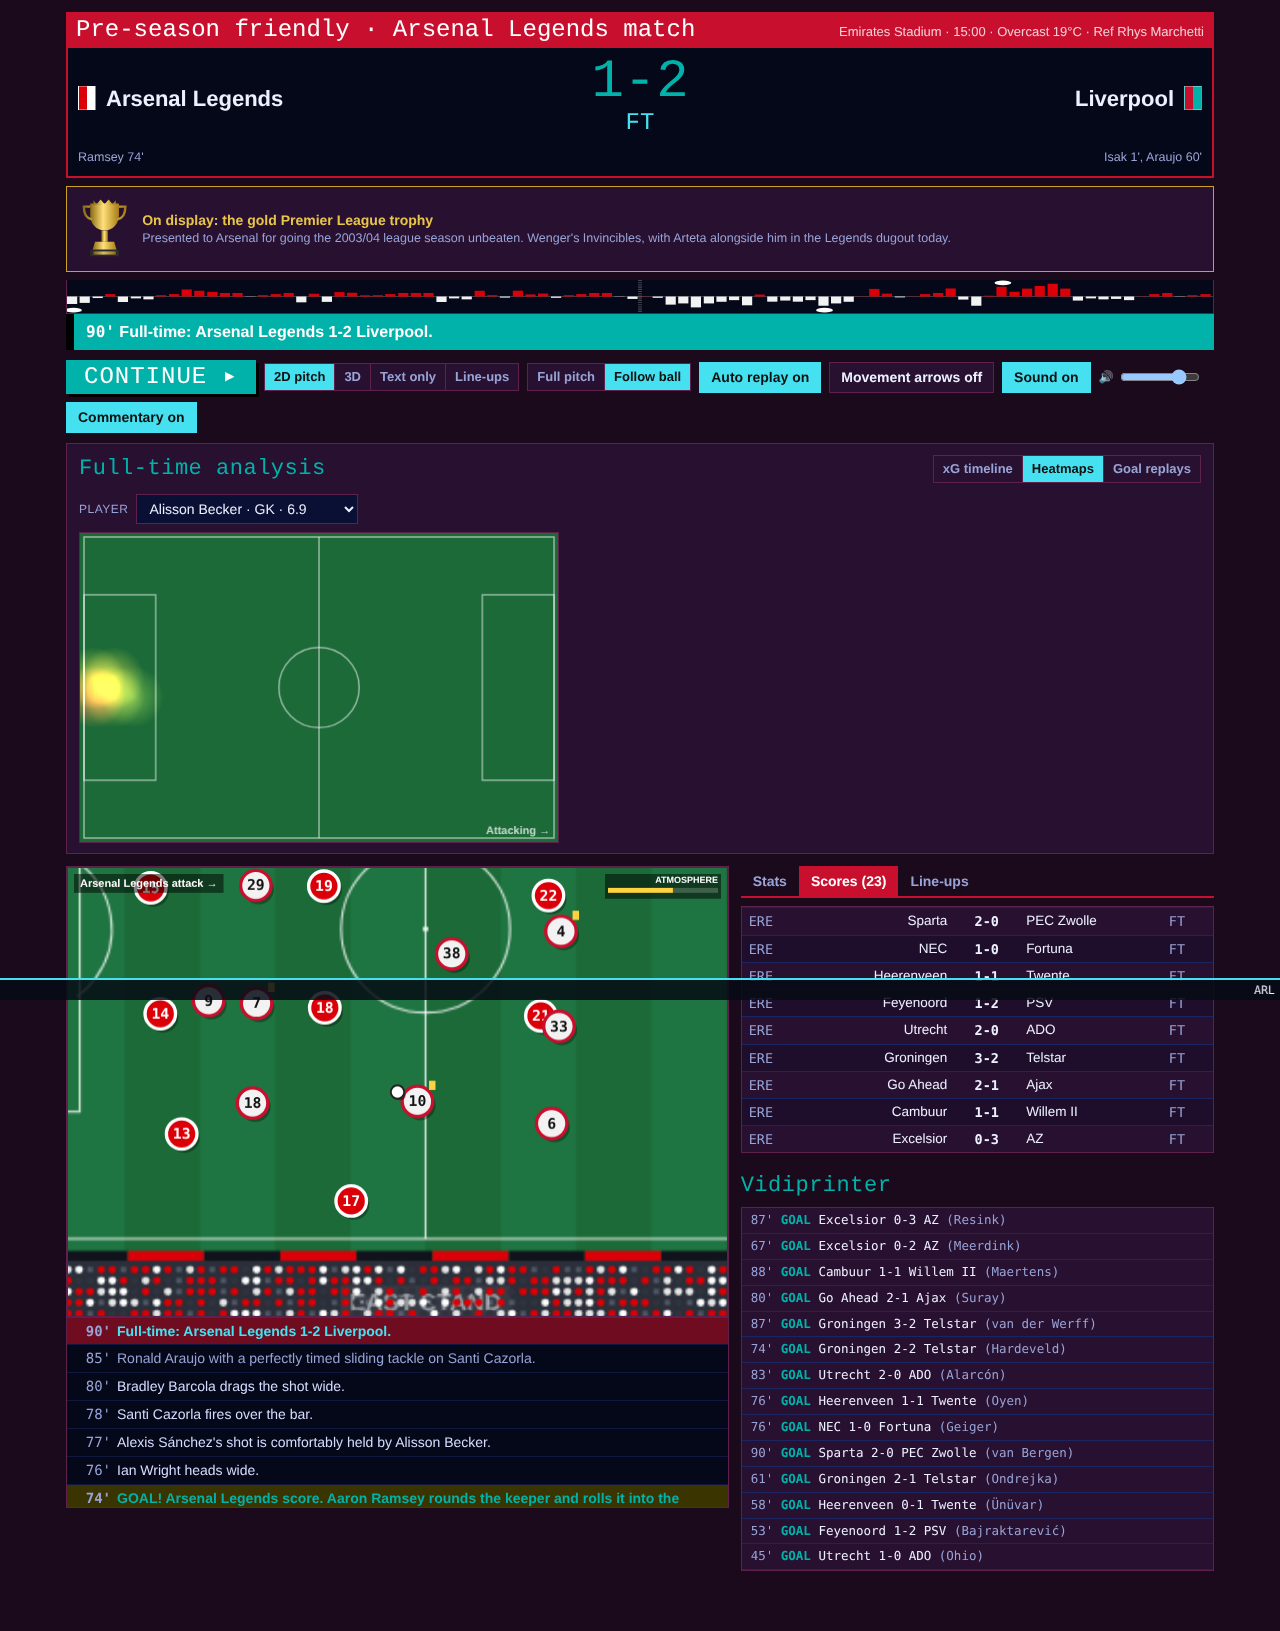 Pre-season friendly · Arsenal Legends match
Emirates Stadium · 15:00 · Overcast 19°C · Ref Rhys Marchetti
Arsenal Legends
1-2
FT
Liverpool
Ramsey 74'
Isak 1', Araujo 60'
On display: the gold Premier League trophy
Presented to Arsenal for going the 2003/04 league season unbeaten. Wenger's Invincibles, with Arteta alongside him in the Legends dugout today.
90' Full-time: Arsenal Legends 1-2 Liverpool.
CONTINUE ▶
2D pitch 3D Text only Line-ups
Full pitch Follow ball
Auto replay on
Movement arrows off
Sound on
Commentary on
Full-time analysis
xG timeline Heatmaps Goal replays
PLAYER Alisson Becker · GK · 6.9
Attacking →
Arsenal Legends attack →
ATMOSPHERE
29
19
22
4
38
9
7
18
14
21
33
18
10
6
13
17
EAST STAND
90' Full-time: Arsenal Legends 1-2 Liverpool.
85' Ronald Araujo with a perfectly timed sliding tackle on Santi Cazorla.
80' Bradley Barcola drags the shot wide.
78' Santi Cazorla fires over the bar.
77' Alexis Sánchez's shot is comfortably held by Alisson Becker.
76' Ian Wright heads wide.
74' GOAL! Arsenal Legends score. Aaron Ramsey rounds the keeper and rolls it into the
Stats Scores (23) Line-ups
ERE Sparta 2-0 PEC Zwolle FT
ERE NEC 1-0 Fortuna FT
ERE Heerenveen 1-1 Twente FT
ARL
ERE Feyenoord 1-2 PSV FT
ERE Utrecht 2-0 ADO FT
ERE Groningen 3-2 Telstar FT
ERE Go Ahead 2-1 Ajax FT
ERE Cambuur 1-1 Willem II FT
ERE Excelsior 0-3 AZ FT
Vidiprinter
87' GOAL Excelsior 0-3 AZ (Resink)
67' GOAL Excelsior 0-2 AZ (Meerdink)
88' GOAL Cambuur 1-1 Willem II (Maertens)
80' GOAL Go Ahead 2-1 Ajax (Suray)
87' GOAL Groningen 3-2 Telstar (van der Werff)
74' GOAL Groningen 2-2 Telstar (Hardeveld)
83' GOAL Utrecht 2-0 ADO (Alarcón)
76' GOAL Heerenveen 1-1 Twente (Oyen)
76' GOAL NEC 1-0 Fortuna (Geiger)
90' GOAL Sparta 2-0 PEC Zwolle (van Bergen)
61' GOAL Groningen 2-1 Telstar (Ondrejka)
58' GOAL Heerenveen 0-1 Twente (Ünüvar)
53' GOAL Feyenoord 1-2 PSV (Bajraktarević)
45' GOAL Utrecht 1-0 ADO (Ohio)